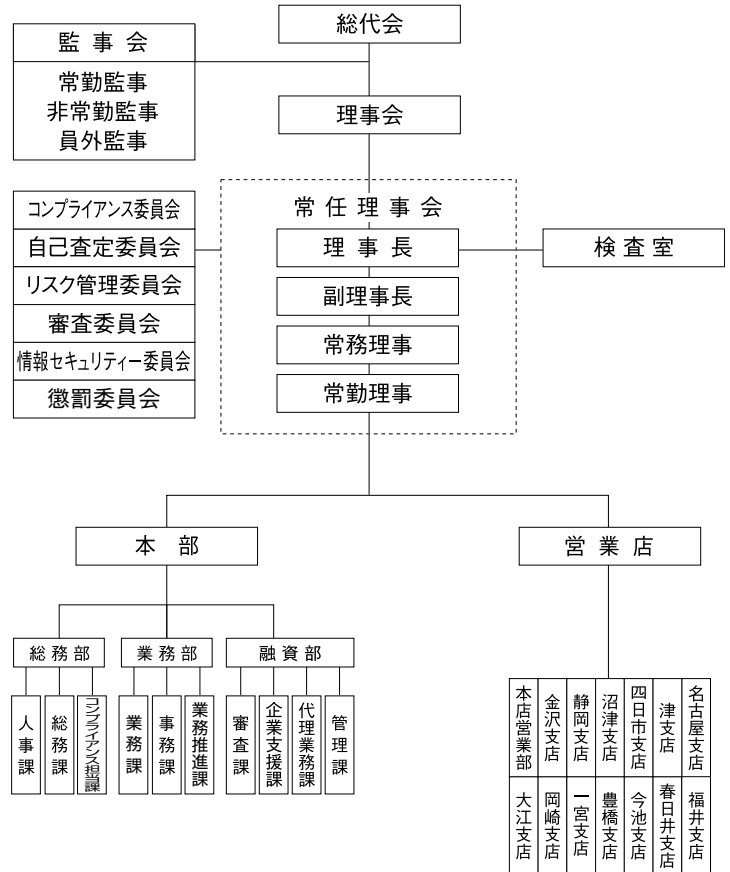 総代会
監事会
常勤監事
非常勤監事
員外監事
理事会
常任理事会
理事長
副理事長
常務理事
常勤理事
コンプライアンス委員会
自己査定委員会
リスク管理委員会
審査委員会
情報セキュリティー委員会
懲罰委員会
検査室
本部
営業店
総務部
業務部
融資部
人事課
総務課
コンプライアンス担当課
業務課
事務課
業務推進課
審査課
企業支援課
代理業務課
管理課
本店営業部
金沢支店
静岡支店
沼津支店
四日市支店
津支店
名古屋支店
大江支店
岡崎支店
一宮支店
豊橋支店
今池支店
春日井支店
福井支店